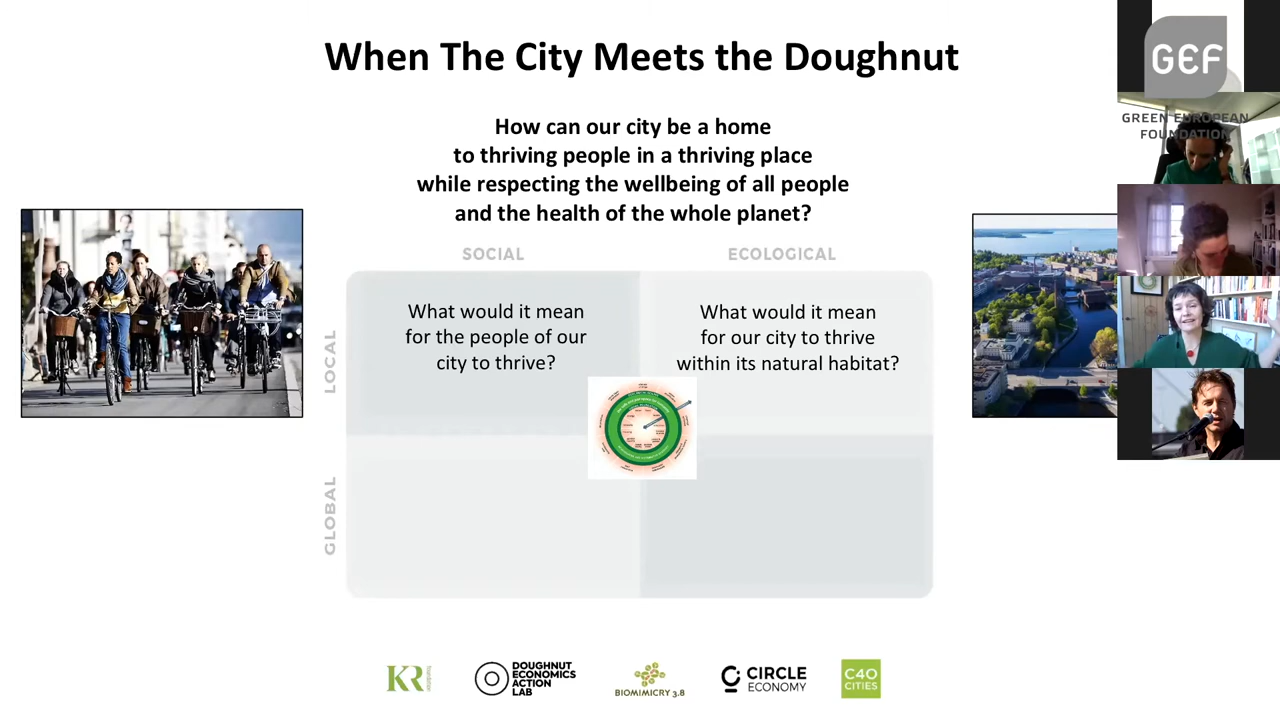 When The City Meets the Doughnut
How can our city be a home
to thriving people in a thriving place
while respecting the wellbeing of all people
and the health of the whole planet?
SOCIAL
ECOLOGICAL
LOCAL
What would it mean
for the people of our
city to thrive?
What would it mean
for our city to thrive
within its natural habitat?
GLOBAL
KR
DOUGHNUT
ECONOMICS
ACTION
LAB
BIOMIMICRY 3.8
CIRCLE
ECONOMY
C40
CITIES
GEF
GREEN EUROPEAN
FOUNDATION